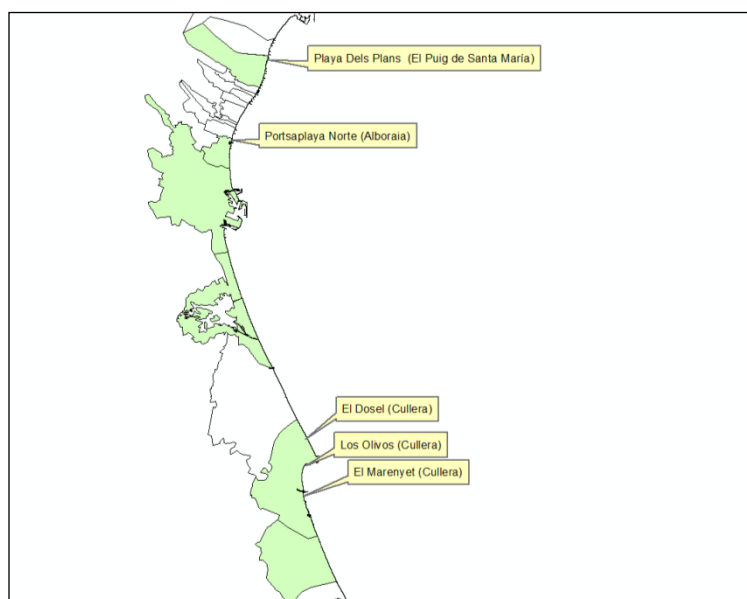 Playa Dels Plans (El Puig de Santa María)
Portsaplaya Norte (Alboraia)
El Dosel (Cullera)
Los Olivos (Cullera)
El Marenyet (Cullera)